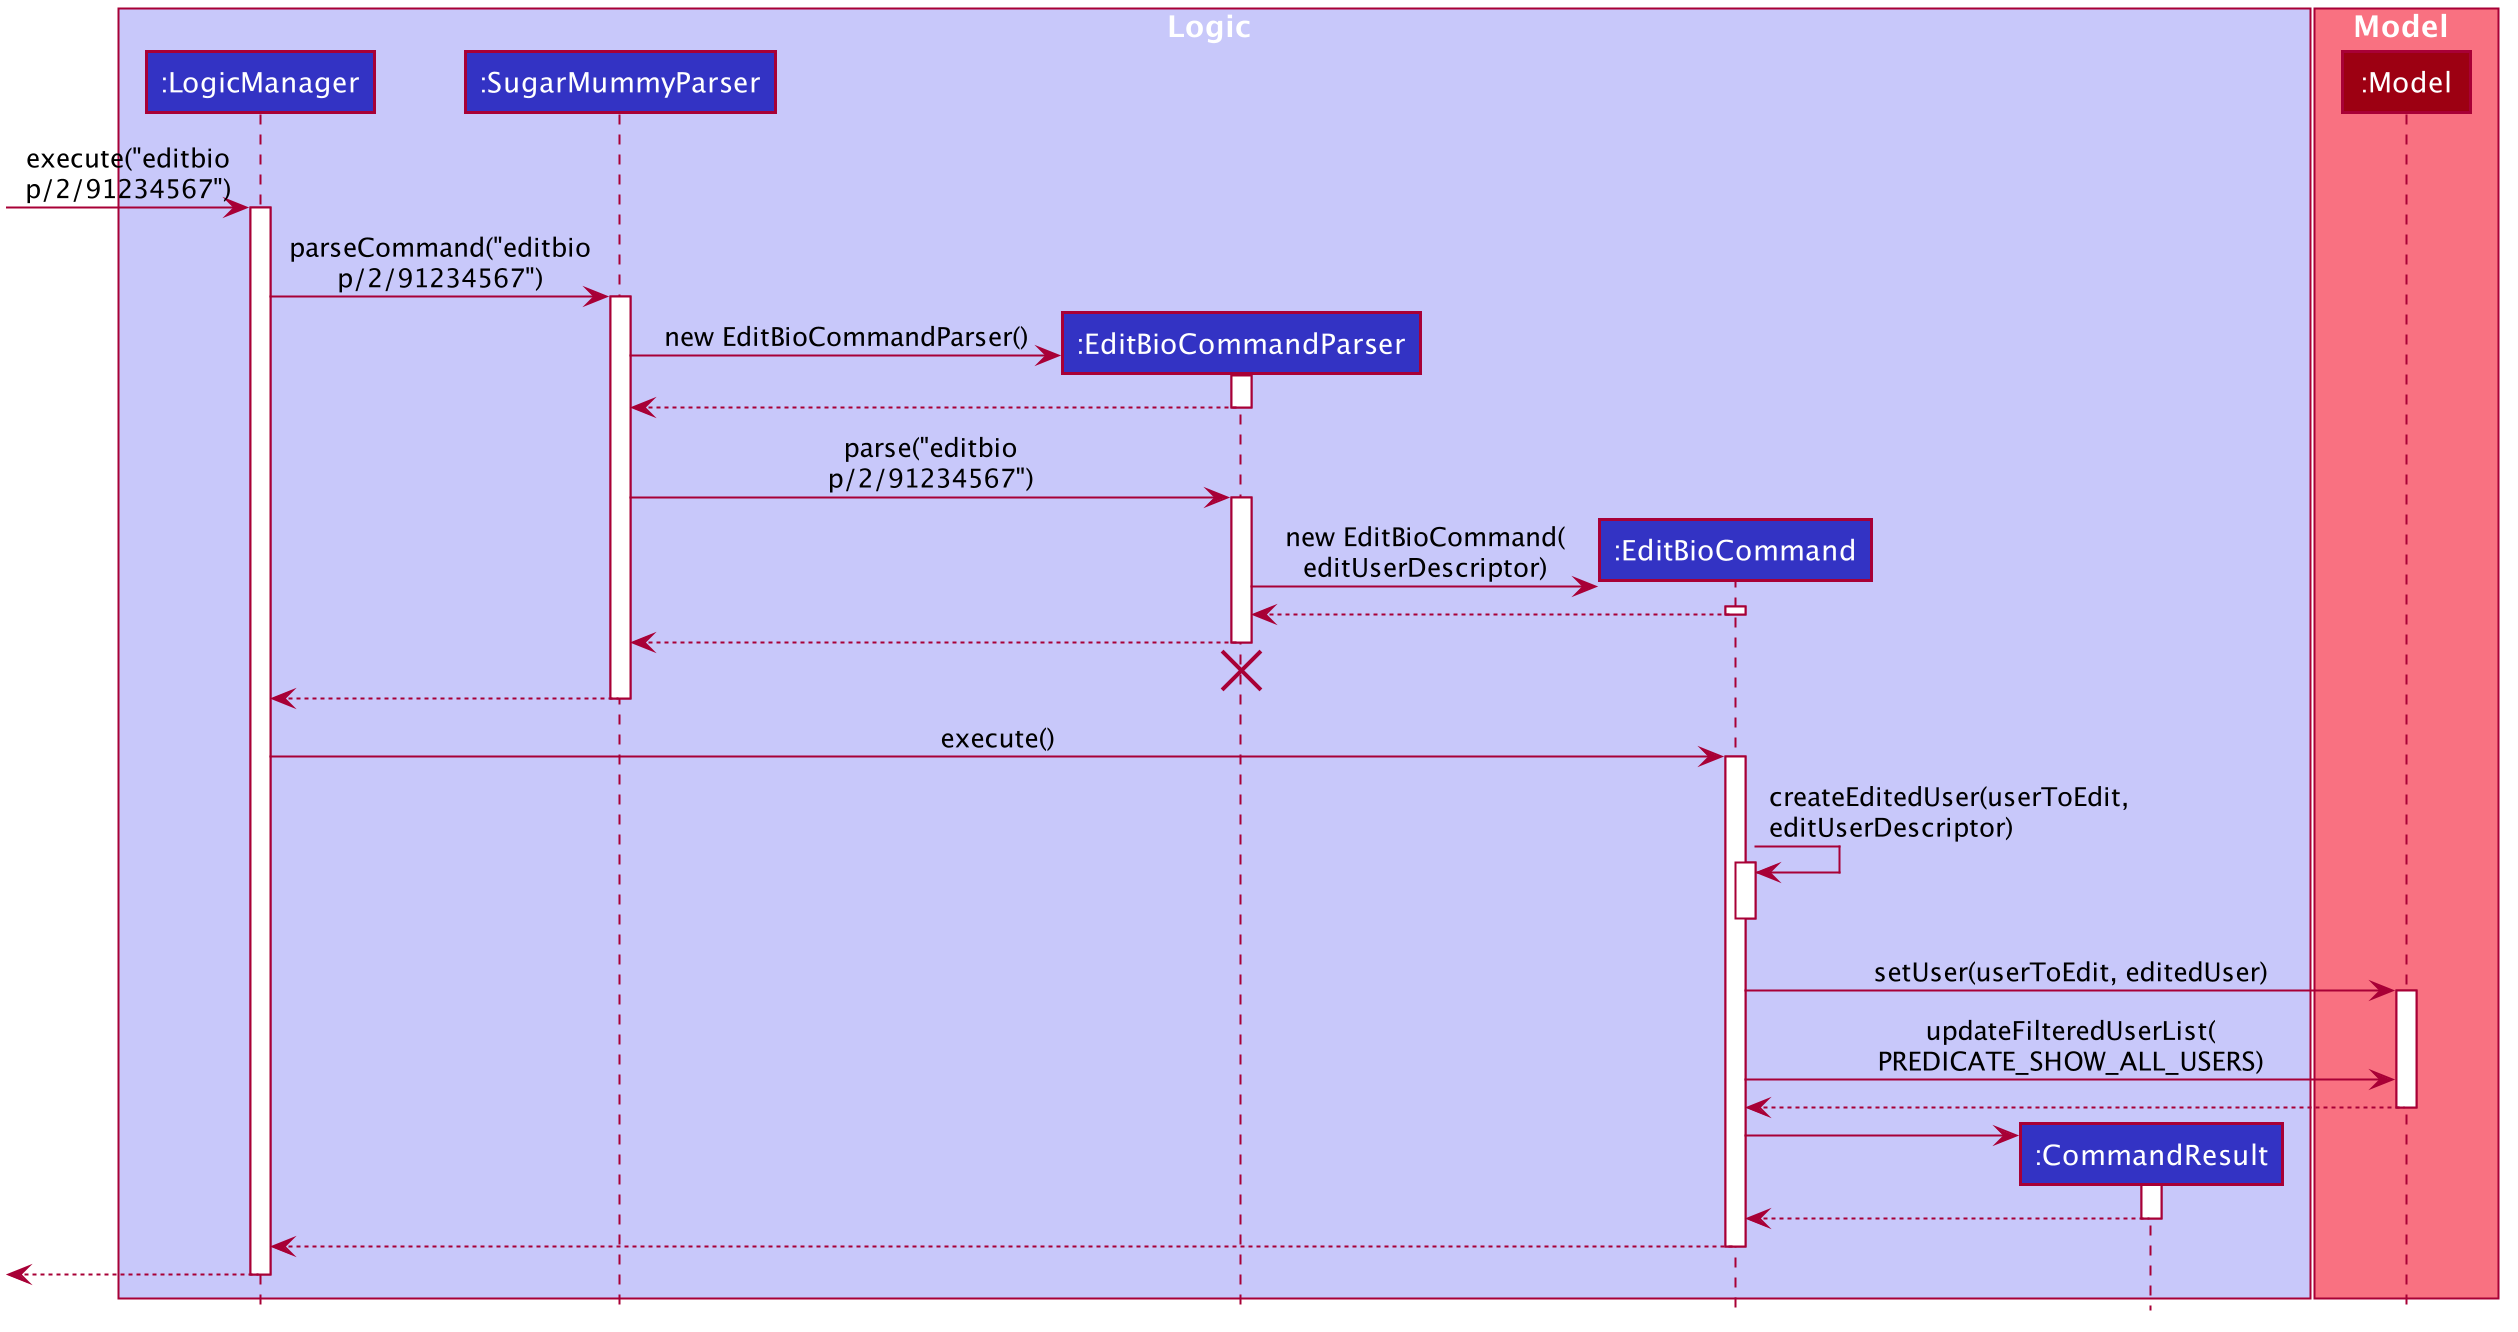 Logic
Model
:LogicManager
:SugarMummyParser
:Model
execute("editbio
p/2/91234567")
parseCommand("editbio
p/2/91234567")
new EditBioCommandParser()
:EditBioCommandParser
parse("editbio
p/2/91234567")
new EditBioCommand(
editUserDescriptor)
:EditBioCommand
execute()
createEditedUser(userToEdit,
editUserDescriptor)
setUser(userToEdit, editedUser)
updateFilteredUserList(
PREDICATE_SHOW_ALL_USERS)
:CommandResult